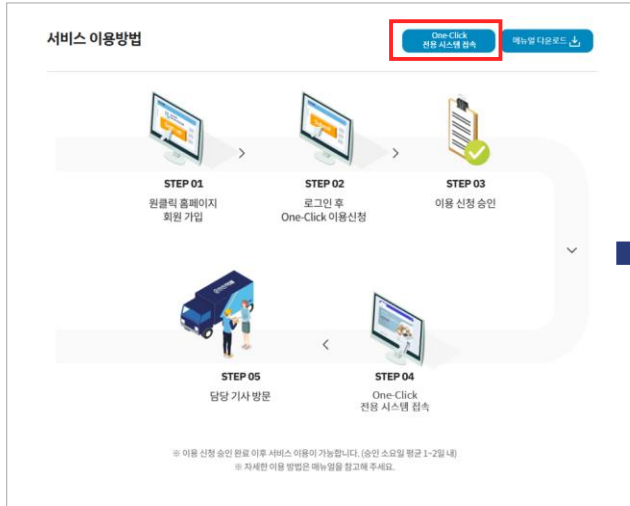 서비스 이용방법
One-Click
전용 시스템 접속
메뉴얼 다운로드
STEP 01
원클릭 홈페이지
회원 가입
STEP 02
로그인 후
One-Click 이용신청
STEP 03
이용 신청 승인
STEP 05
담당 기사 방문
STEP 04
One-Click
전용 시스템 접속
※ 이용 신청 승인 완료 이후 서비스 이용이 가능합니다. (승인 소요일 평균 1~2일 내)
※ 자세한 이용 방법은 매뉴얼을 참고해 주세요.